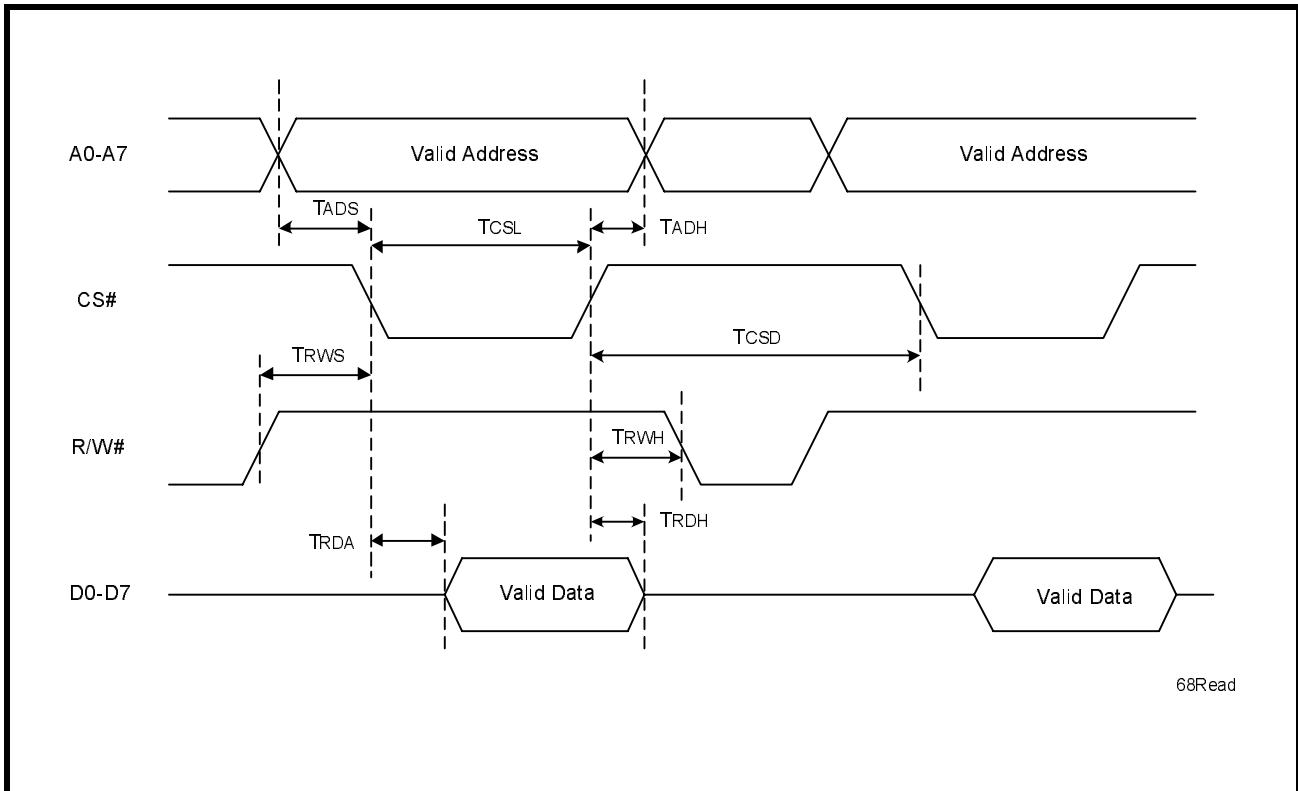 A0-A7
Valid Address
Valid Address
TADS
TCSL
TADH
CS#
TCSD
TRWS
R/W#
TRWH
TRDA
TRDH
D0-D7
Valid Data
Valid Data
68Read